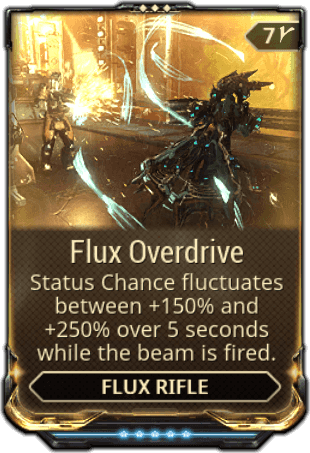 7
Flux Overdrive
Status Chance fluctuates
between +150% and
+250% over 5 seconds
while the beam is fired.
FLUX RIFLE